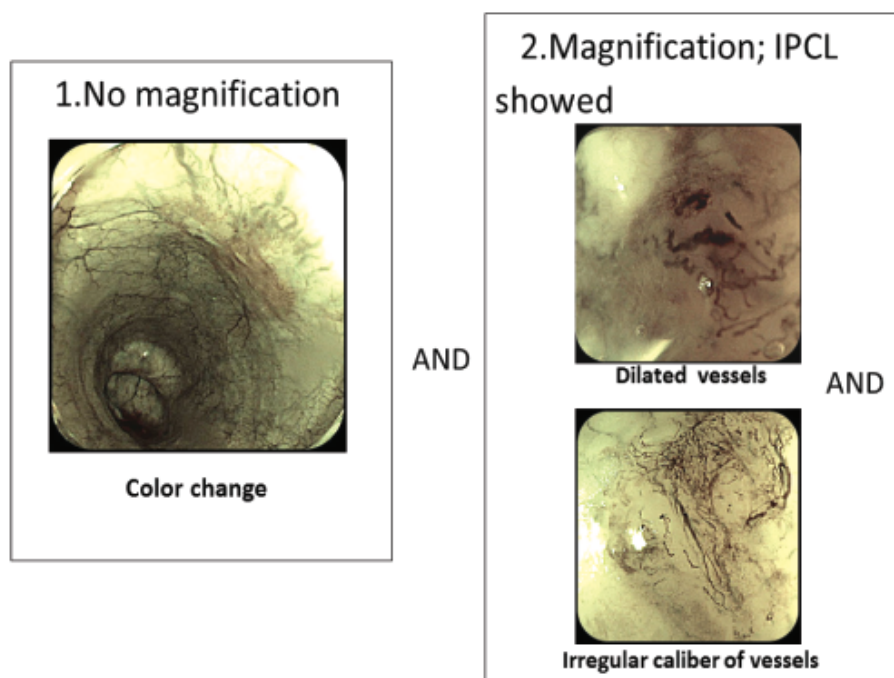 1.No magnification
Color change
AND
2.Magnification; IPCL
showed
Dilated vessels
Irregular caliber of vessels
AND